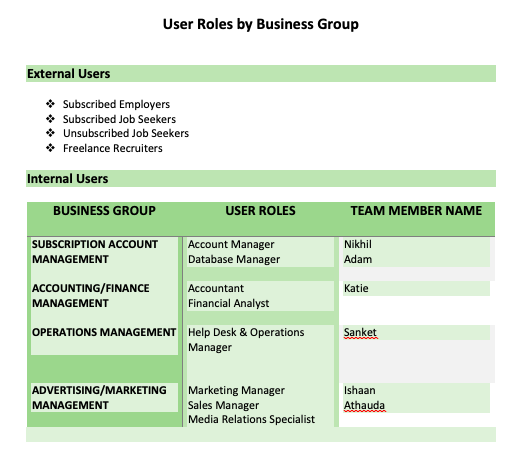 User Roles by Business Group
External Users
❖ Subscribed Employers
❖ Subscribed Job Seekers
❖ Unsubscribed Job Seekers
❖ Freelance Recruiters
Internal Users
BUSINESS GROUP USER ROLES TEAM MEMBER NAME
SUBSCRIPTION ACCOUNT Account Manager Nikhil
MANAGEMENT Database Manager Adam
ACCOUNTING/FINANCE Accountant Katie
MANAGEMENT Financial Analyst
OPERATIONS MANAGEMENT Help Desk & Operations Sanket
Manager
ADVERTISING/MARKETING Marketing Manager Ishaan
MANAGEMENT Sales Manager Athauda
Media Relations Specialist